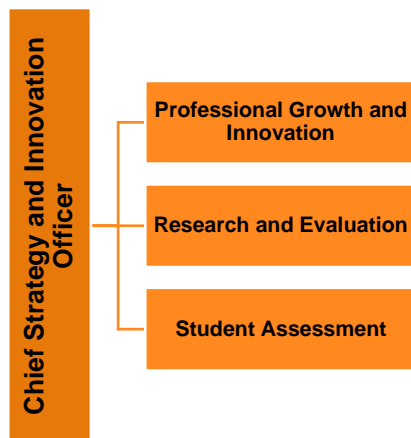 Chief Strategy and Innovation
Officer
Professional Growth and
Innovation
Research and Evaluation
Student Assessment